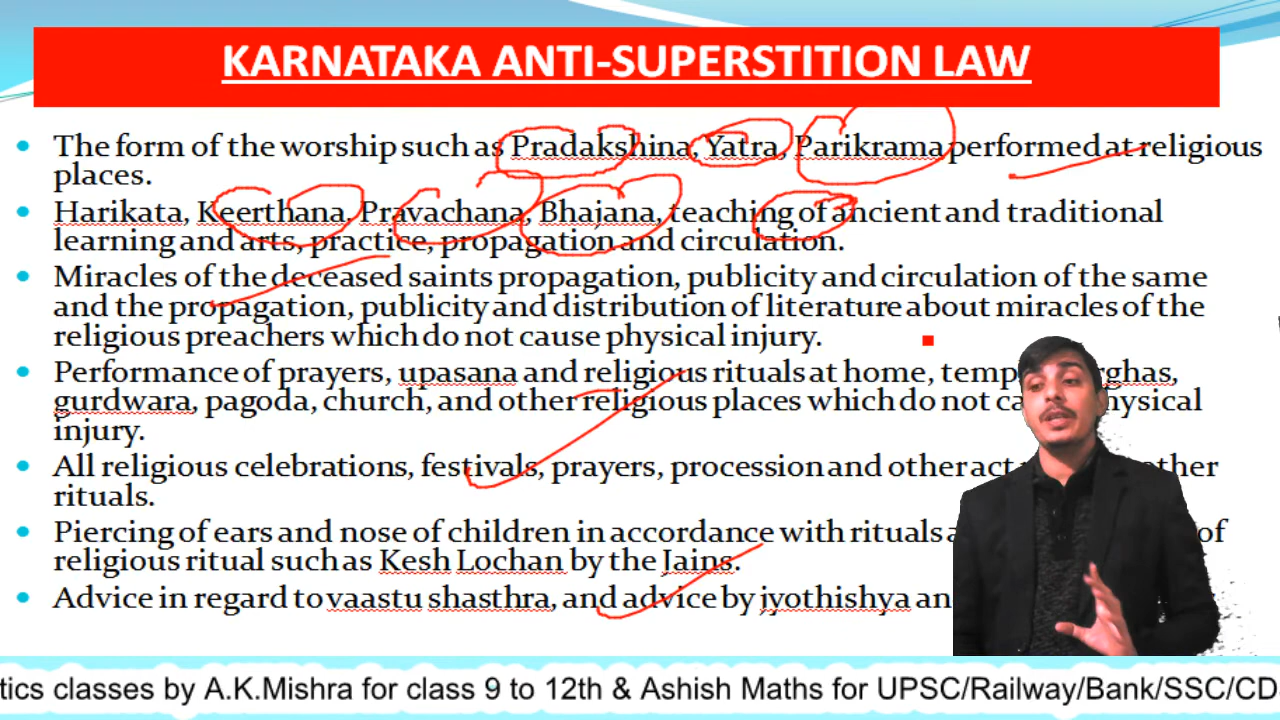 KARNATAKA ANTI-SUPERSTITION LAW
The form of the worship such as Pradakshina, Yatra, Parikrama performed at religious
places.
Harikata, Keerthana, Pravachana, Bhajana, teaching of ancient and traditional
learning and arts, practice, propagation and circulation.
Miracles of the deceased saints propagation, publicity and circulation of the same
and the propagation, publicity and distribution of literature about miracles of the
religious preachers which do not cause physical injury.
Performance of prayers, upasana and religious rituals at home,
gurdwara, pagoda, church, and other religious places which do not
injury.
All religious celebrations, festivals, prayers, procession and other act other
rituals.
Piercing of ears and nose of children in accordance with rituals of
religious ritual such as Kesh Lochan by the Jains.
Advice in regard to vaastu shasthra, and advice by jyothishya
tics classes by A.K.Mishra for class 9 to 12th & Ashish Maths for UPSC/Railway/Bank/SSC/CD